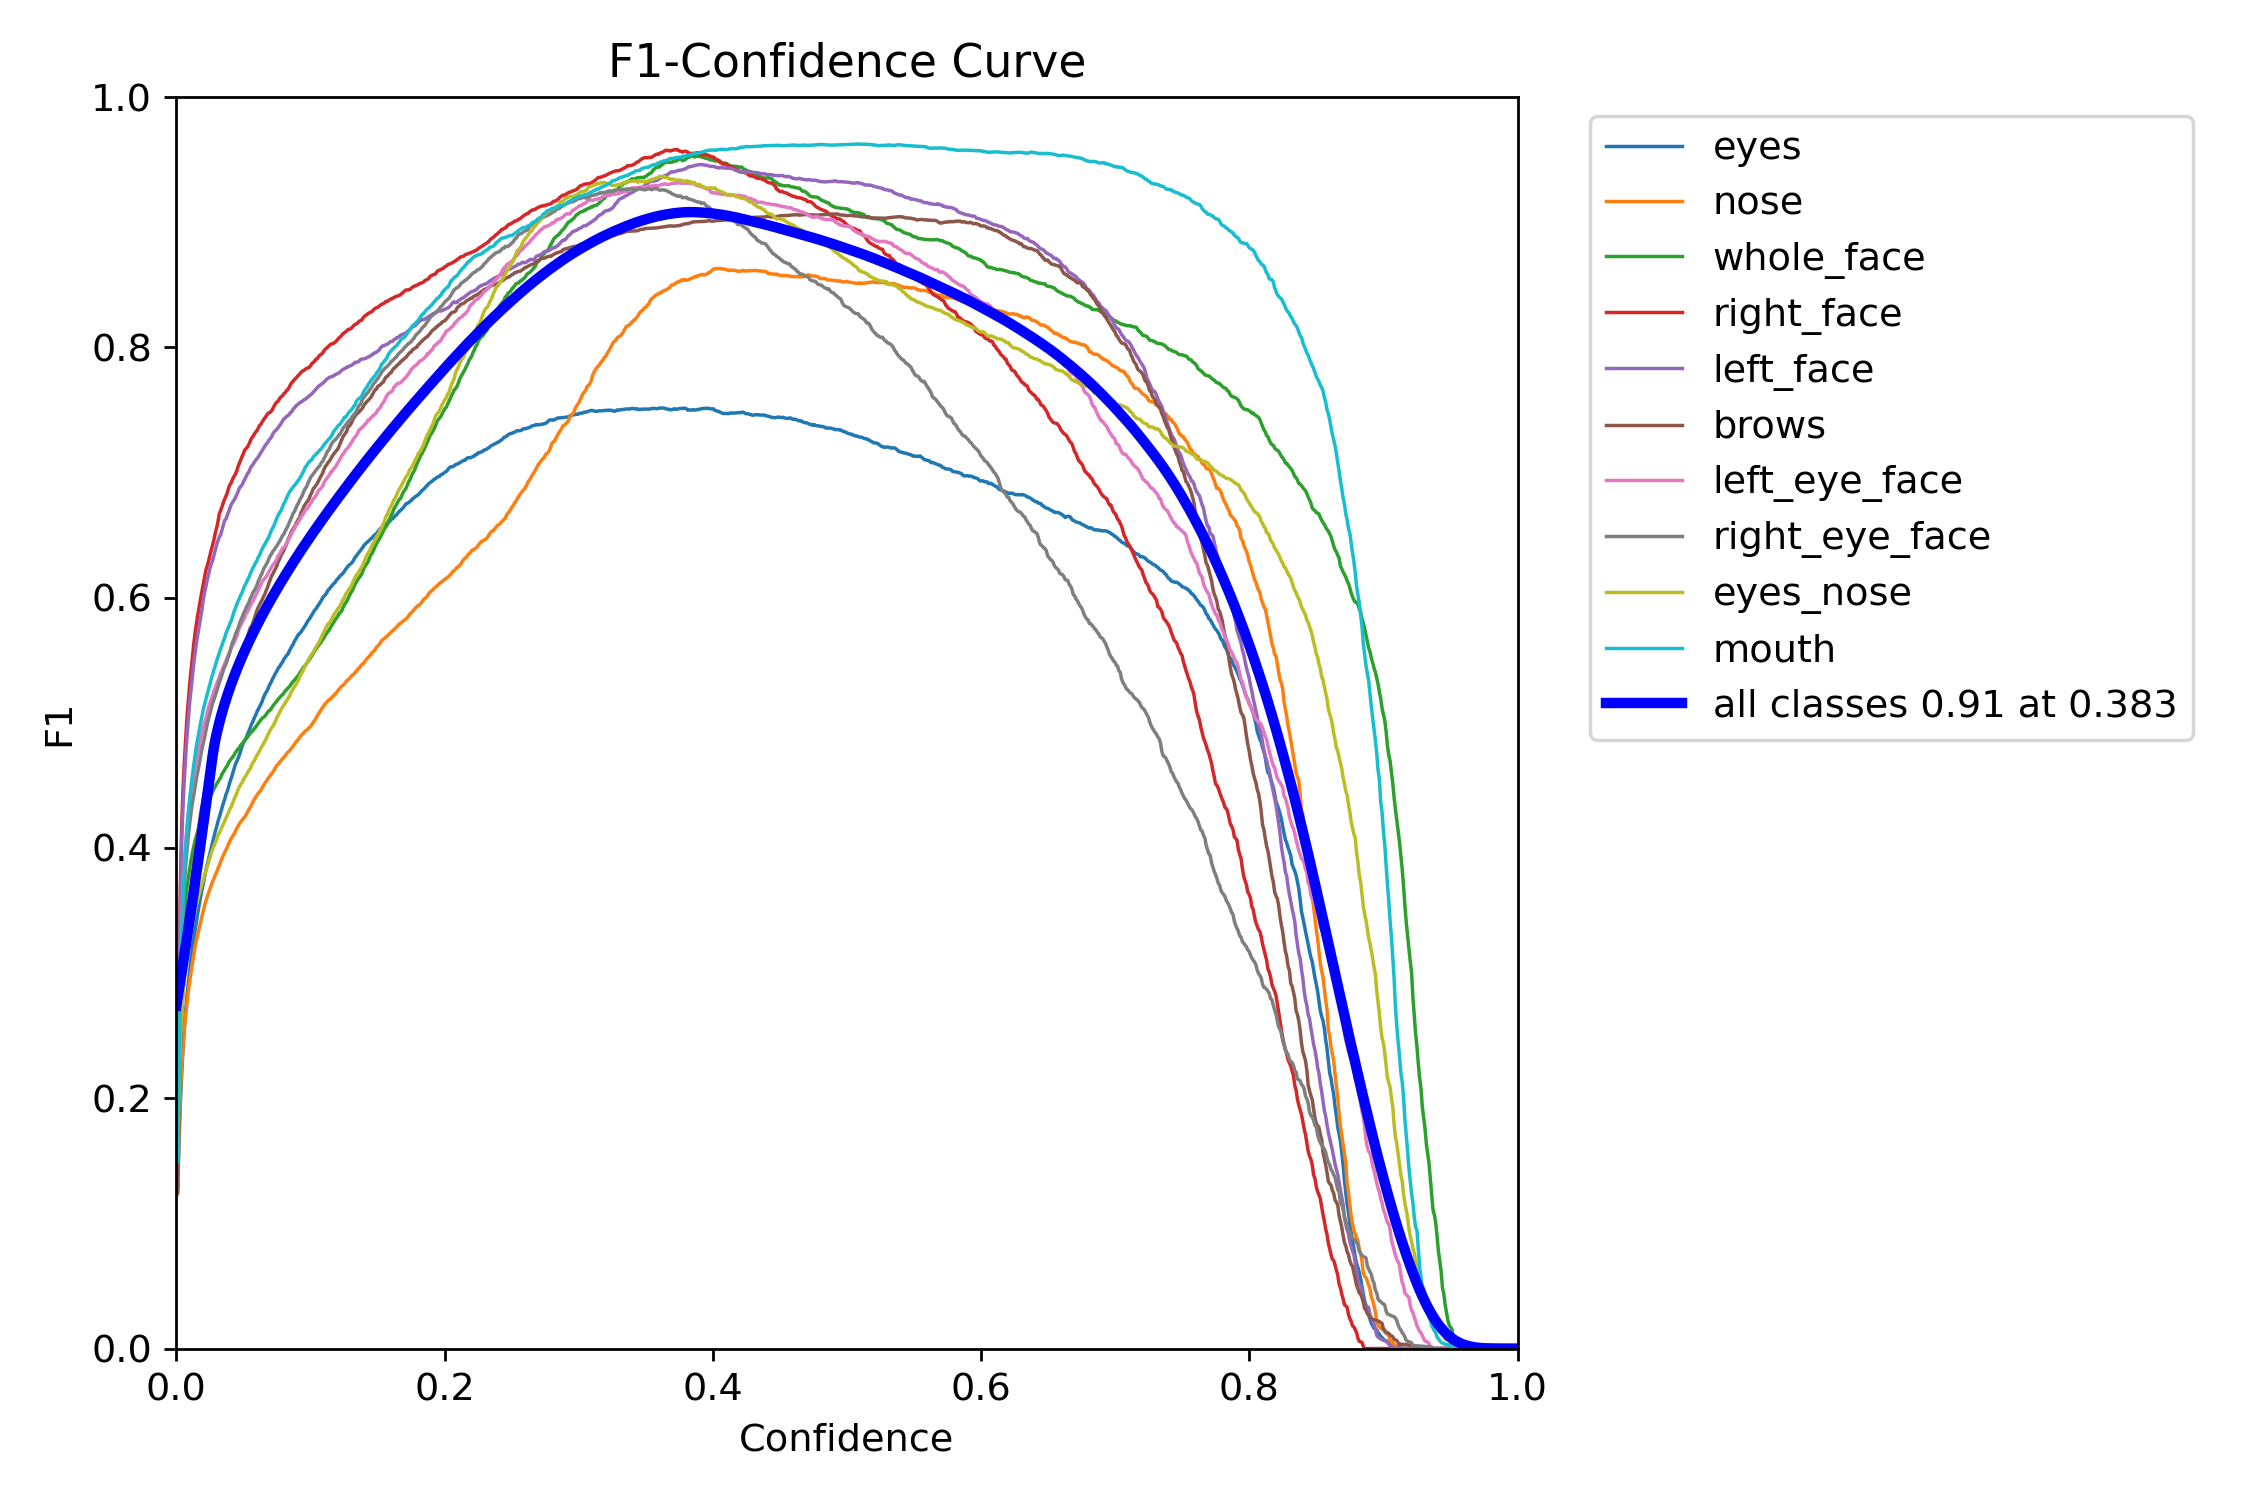 F1-Confidence Curve
1.0
0.8
0.6
0.4
0.2
0.0
F1
0.0 0.2 0.4 0.6 0.8 1.0
Confidence
eyes
nose
whole_face
right_face
left_face
brows
left_eye_face
right_eye_face
eyes_nose
mouth
all classes 0.91 at 0.383